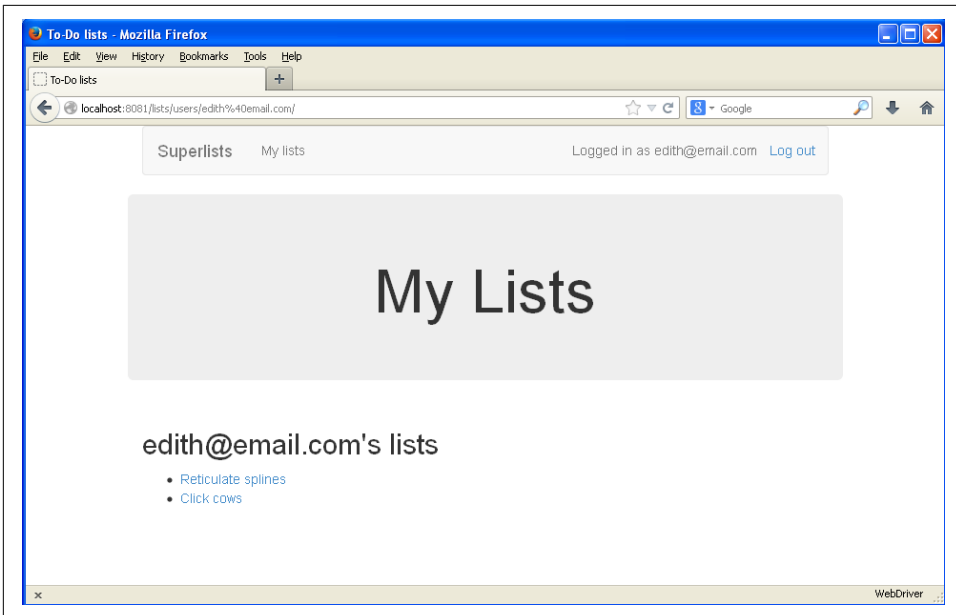 To-Do lists - Mozilla Firefox
File Edit View History Bookmarks Tools Help
To-Do lists +
localhost:8081/lists/users/edith%40email.com/ Google
Superlists My lists Logged in as edith@email.com Log out
My Lists
edith@email.com's lists
• Reticulate splines
• Click cows
× WebDriver